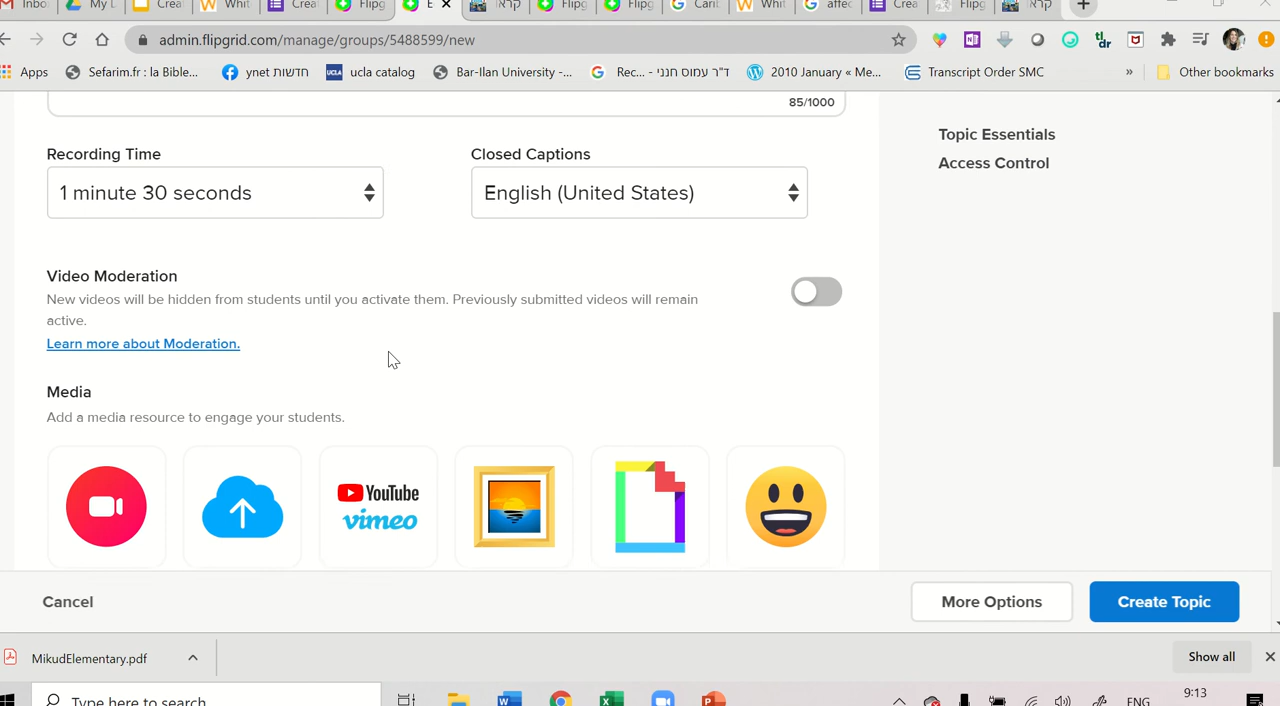 Inbo
My D
Creat
Whit
Crea
Flipg
E
קרא
Flipg
Flipg
Carib
Whit
affec
Crea
Flipg
קרא
admin.flipgrid.com/manage/groups/5488599/new
Apps
Sefarim.fr : la Bible...
ynet חדשות
ucla catalog
Bar-Ilan University -...
ד"ר עמוס חנני - Rec...
2010 January « Me...
Transcript Order SMC
»
Other bookmarks
85/1000
Topic Essentials
Access Control
Recording Time
Closed Captions
1 minute 30 seconds
English (United States)
Video Moderation
New videos will be hidden from students until you activate them. Previously submitted videos will remain
active.
Learn more about Moderation.
Media
Add a media resource to engage your students.
YouTube
vimeo
Cancel
More Options
Create Topic
MikudElementary.pdf
Show all
Type here to search
ENG
9:13